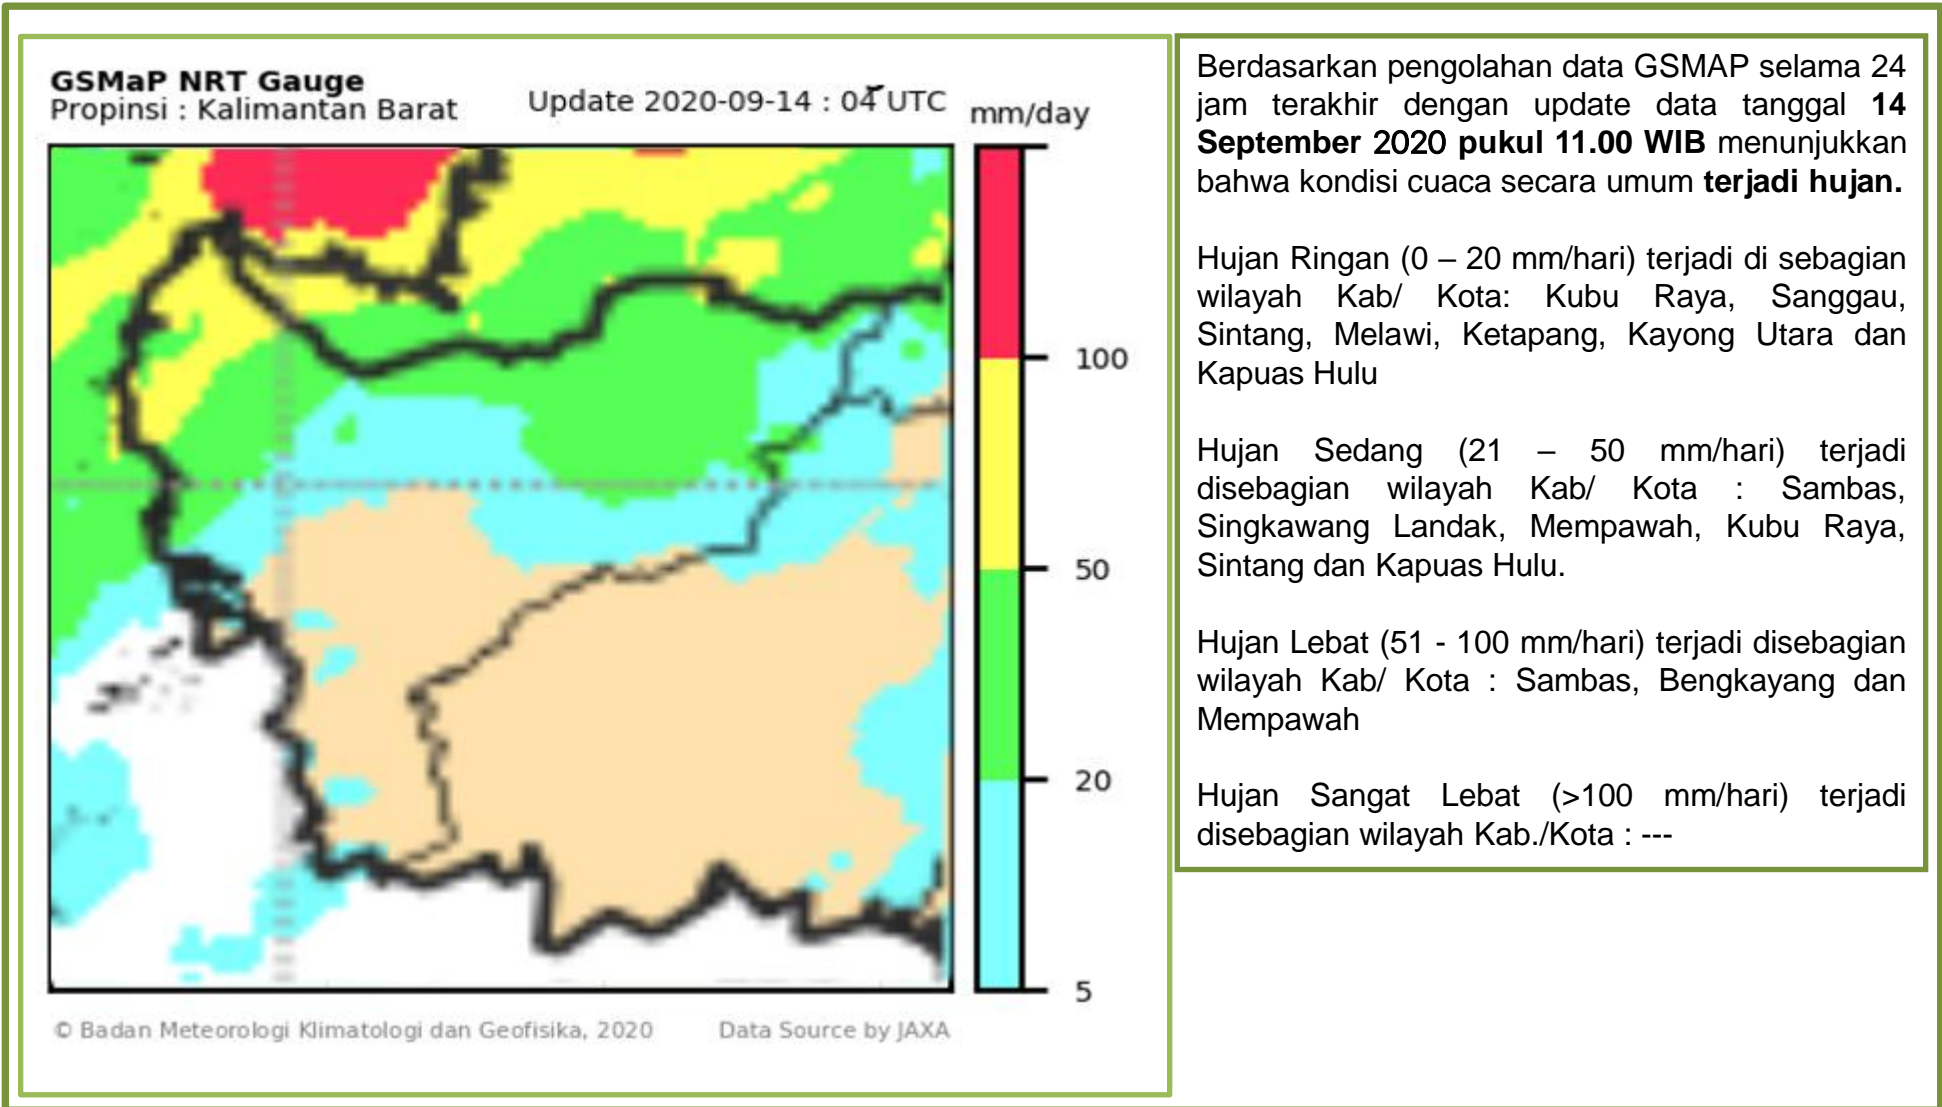 GSMaP NRT Gauge
Propinsi : Kalimantan Barat
Update 2020-09-14 : 04 UTC
mm/day
100
50
20
5
© Badan Meteorologi Klimatologi dan Geofisika, 2020
Data Source by JAXA
Berdasarkan pengolahan data GSMAP selama 24
jam terakhir dengan update data tanggal 14
September 2020 pukul 11.00 WIB menunjukkan
bahwa kondisi cuaca secara umum terjadi hujan.
Hujan Ringan (0 – 20 mm/hari) terjadi di sebagian
wilayah Kab/ Kota: Kubu Raya, Sanggau,
Sintang, Melawi, Ketapang, Kayong Utara dan
Kapuas Hulu
Hujan Sedang (21 – 50 mm/hari) terjadi
disebagian wilayah Kab/ Kota : Sambas,
Singkawang Landak, Mempawah, Kubu Raya,
Sintang dan Kapuas Hulu.
Hujan Lebat (51 - 100 mm/hari) terjadi disebagian
wilayah Kab/ Kota : Sambas, Bengkayang dan
Mempawah
Hujan Sangat Lebat (>100 mm/hari) terjadi
disebagian wilayah Kab./Kota : ---